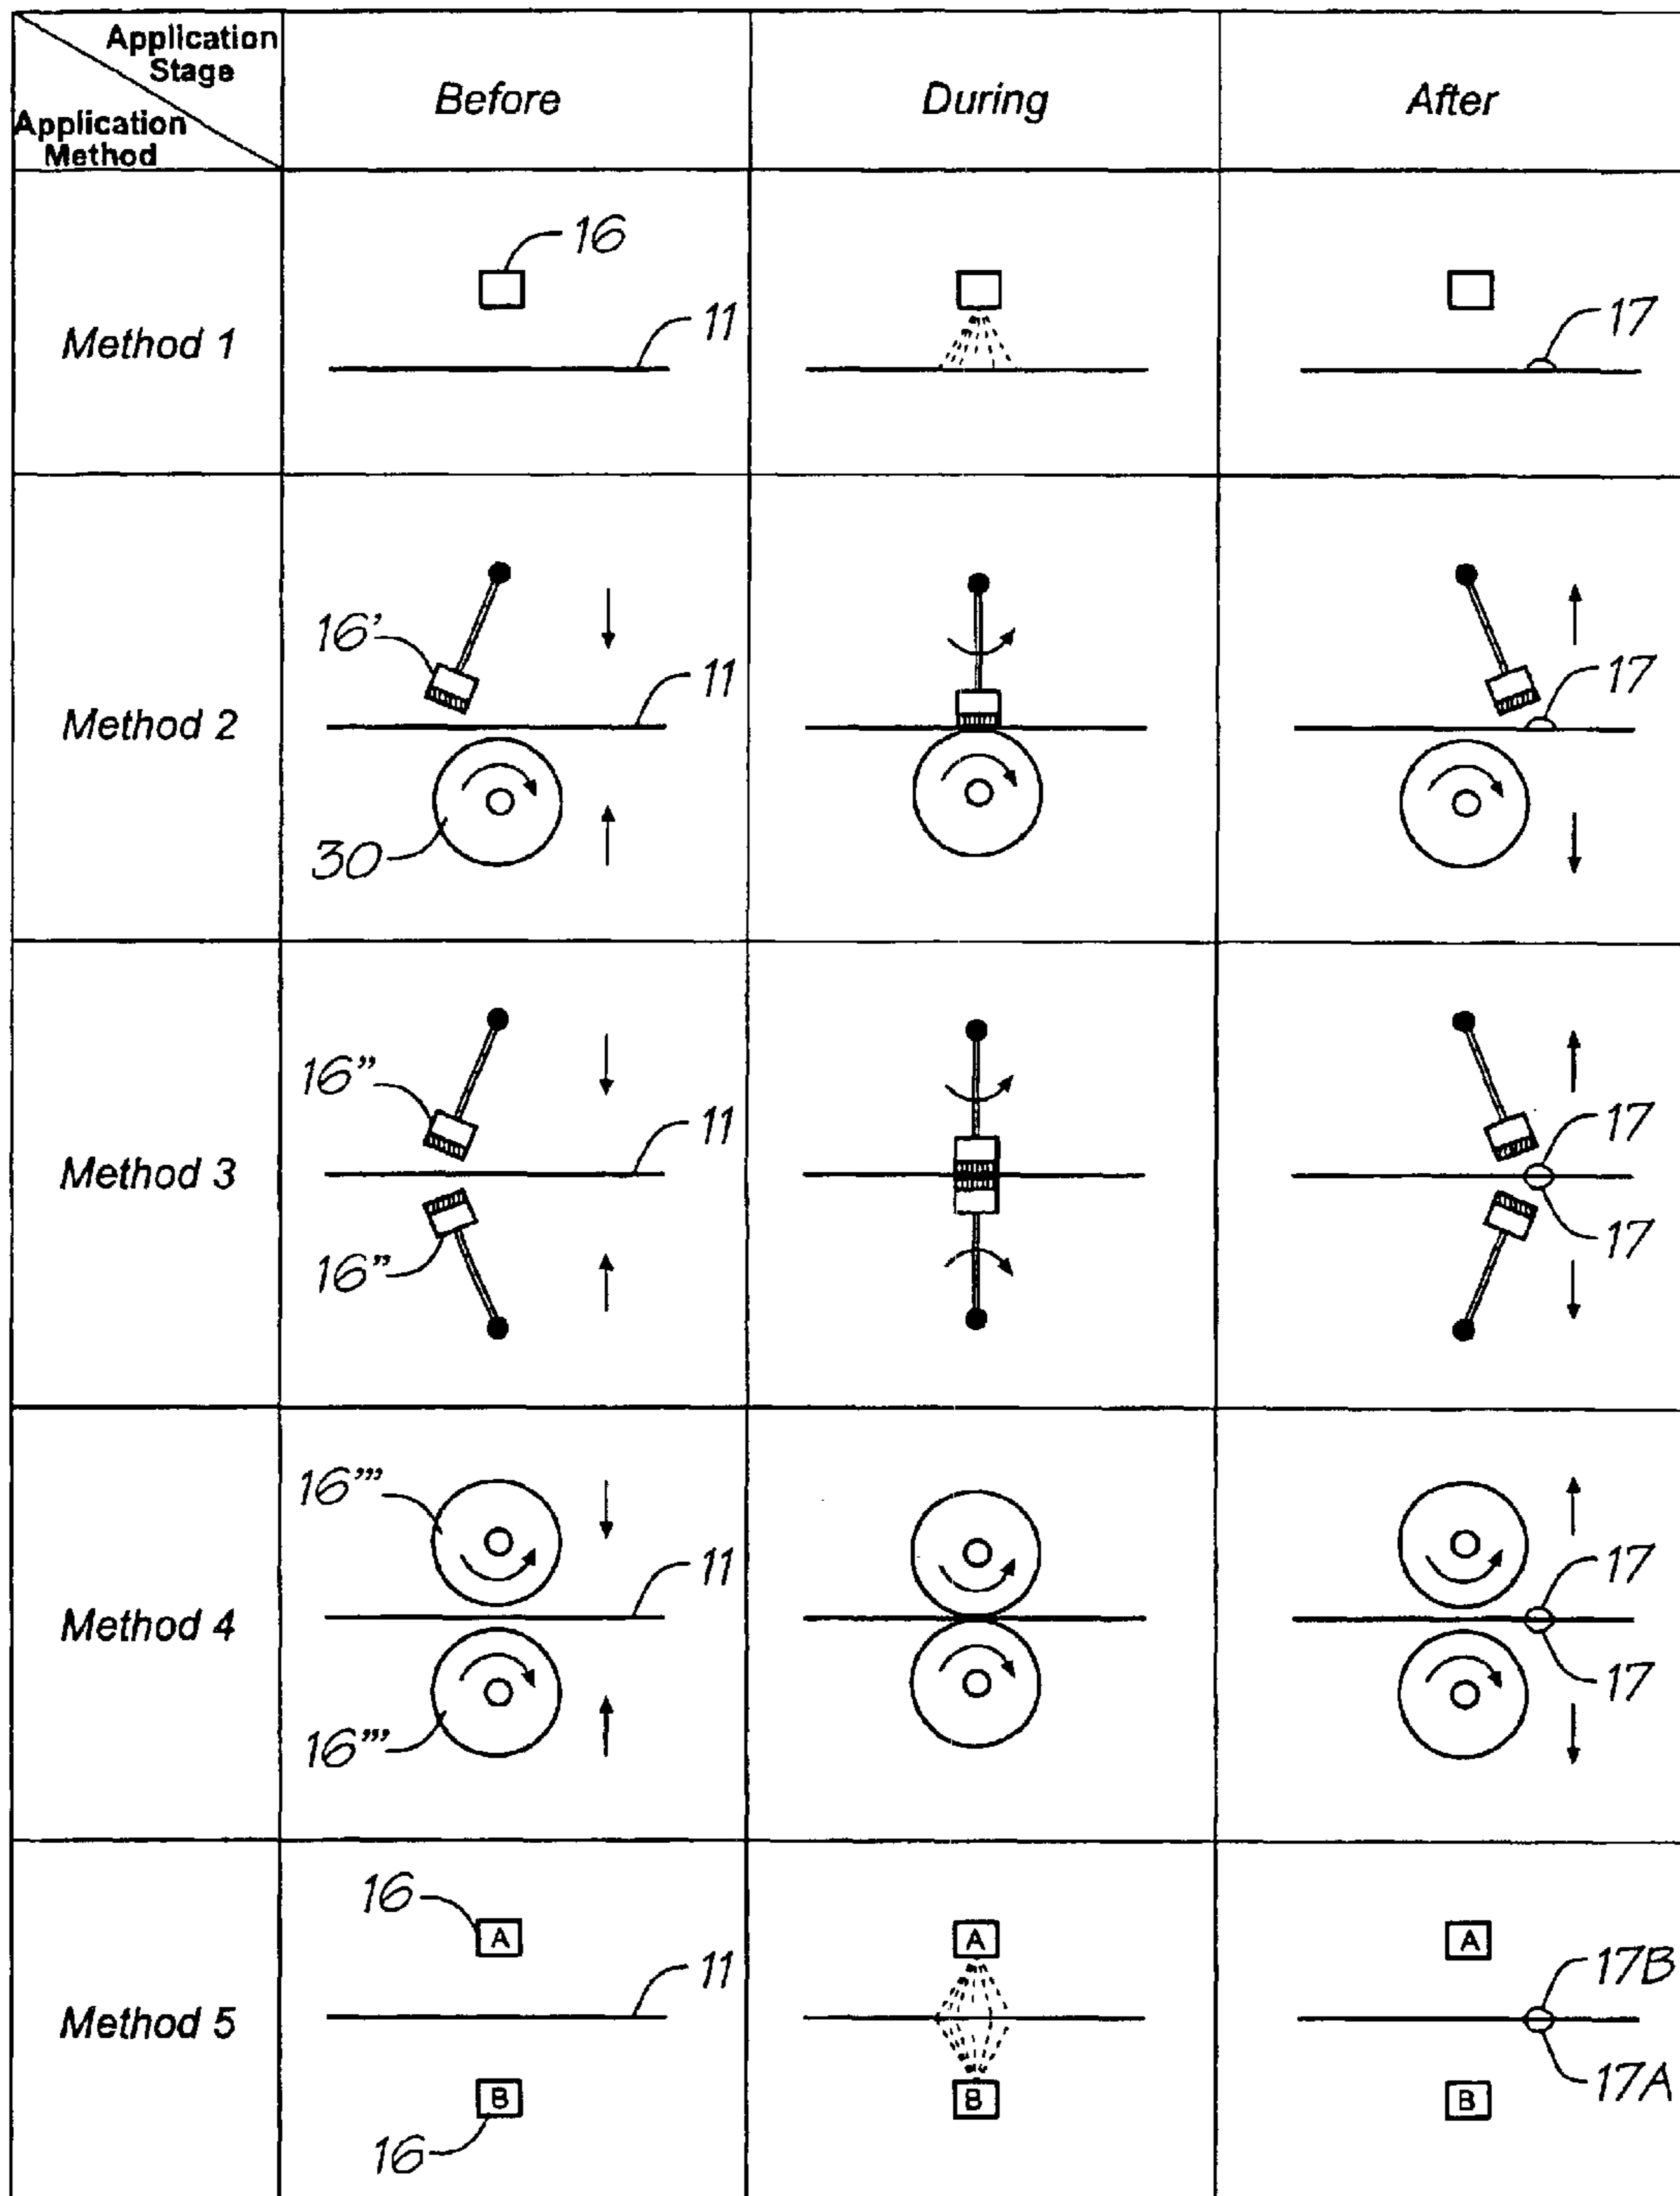 Application
Stage
Application
Method
Before
During
After
Method 1
16
11
17
Method 2
16'
11
30
17
Method 3
16"
11
16"
17
17
Method 4
16'''
11
16'''
17
17
Method 5
16
A
11
B
16
A
B
A
17B
17A
B